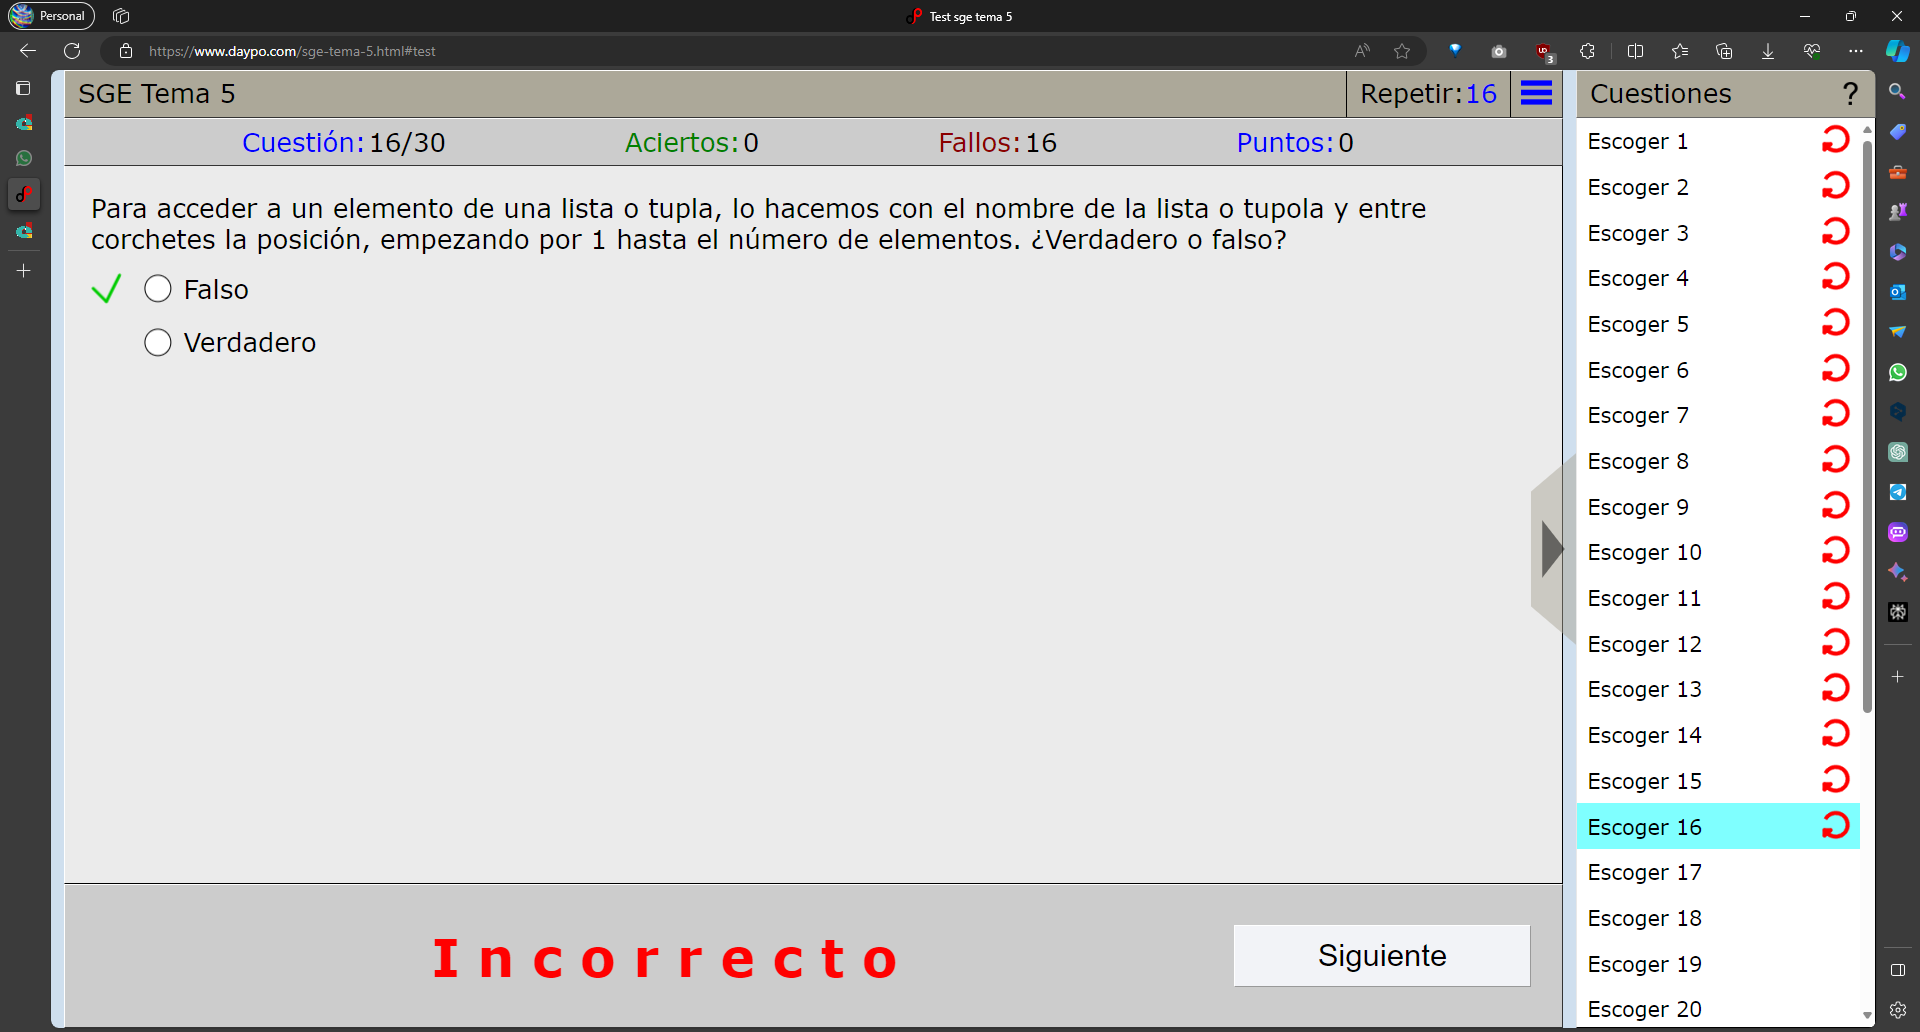 Personal
Test sge tema 5
https://www.daypo.com/sge-tema-5.html#test
3
SGE Tema 5
Repetir:16
Cuestiones
?
Cuestión: 16/30
Aciertos: 0
Fallos: 16
Puntos: 0
Para acceder a un elemento de una lista o tupla, lo hacemos con el nombre de la lista o tupola y entre
corchetes la posición, empezando por 1 hasta el número de elementos. ¿Verdadero o falso?
Falso
Verdadero
Escoger 1
Escoger 2
Escoger 3
Escoger 4
Escoger 5
Escoger 6
Escoger 7
Escoger 8
Escoger 9
Escoger 10
Escoger 11
Escoger 12
Escoger 13
Escoger 14
Escoger 15
Escoger 16
Escoger 17
Escoger 18
Escoger 19
Escoger 20
Incorrecto
Siguiente